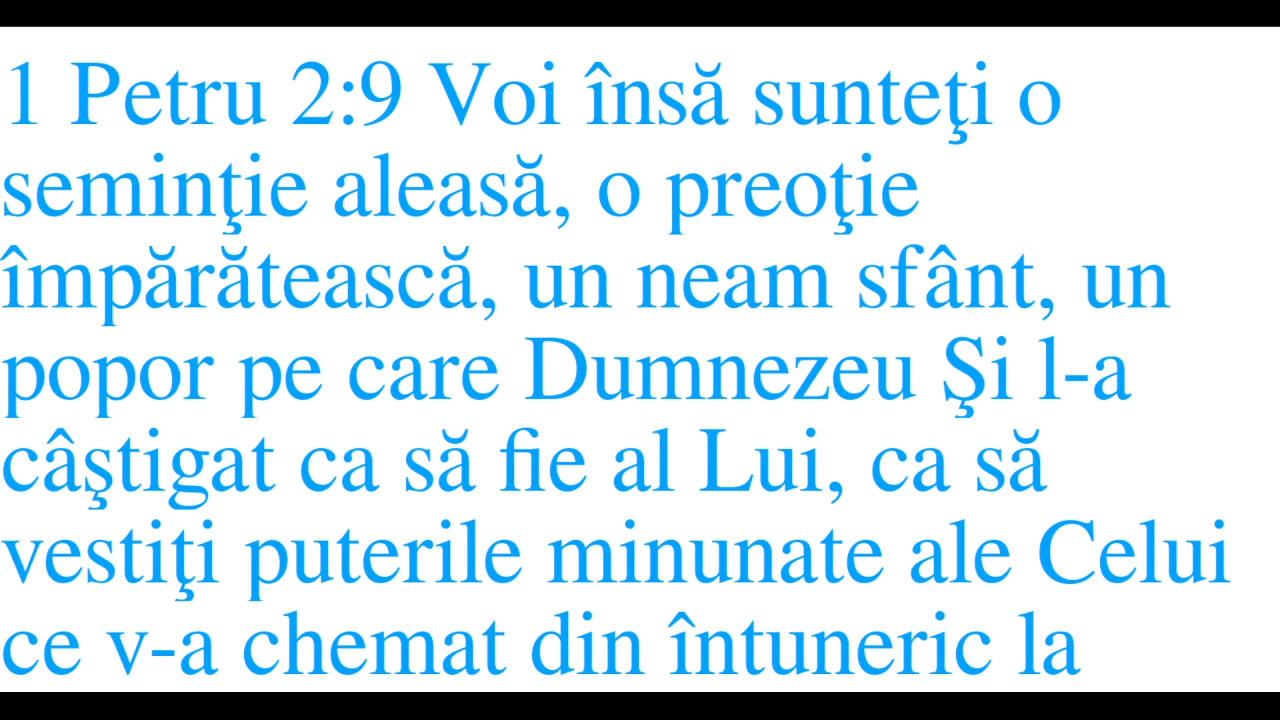 1 Petru 2:9 Voi însă sunteţi o
seminţie aleasă, o preoţie
împărătească, un neam sfânt, un
popor pe care Dumnezeu Şi l-a
câştigat ca să fie al Lui, ca să
vestiţi puterile minunate ale Celui
ce v-a chemat din întuneric la